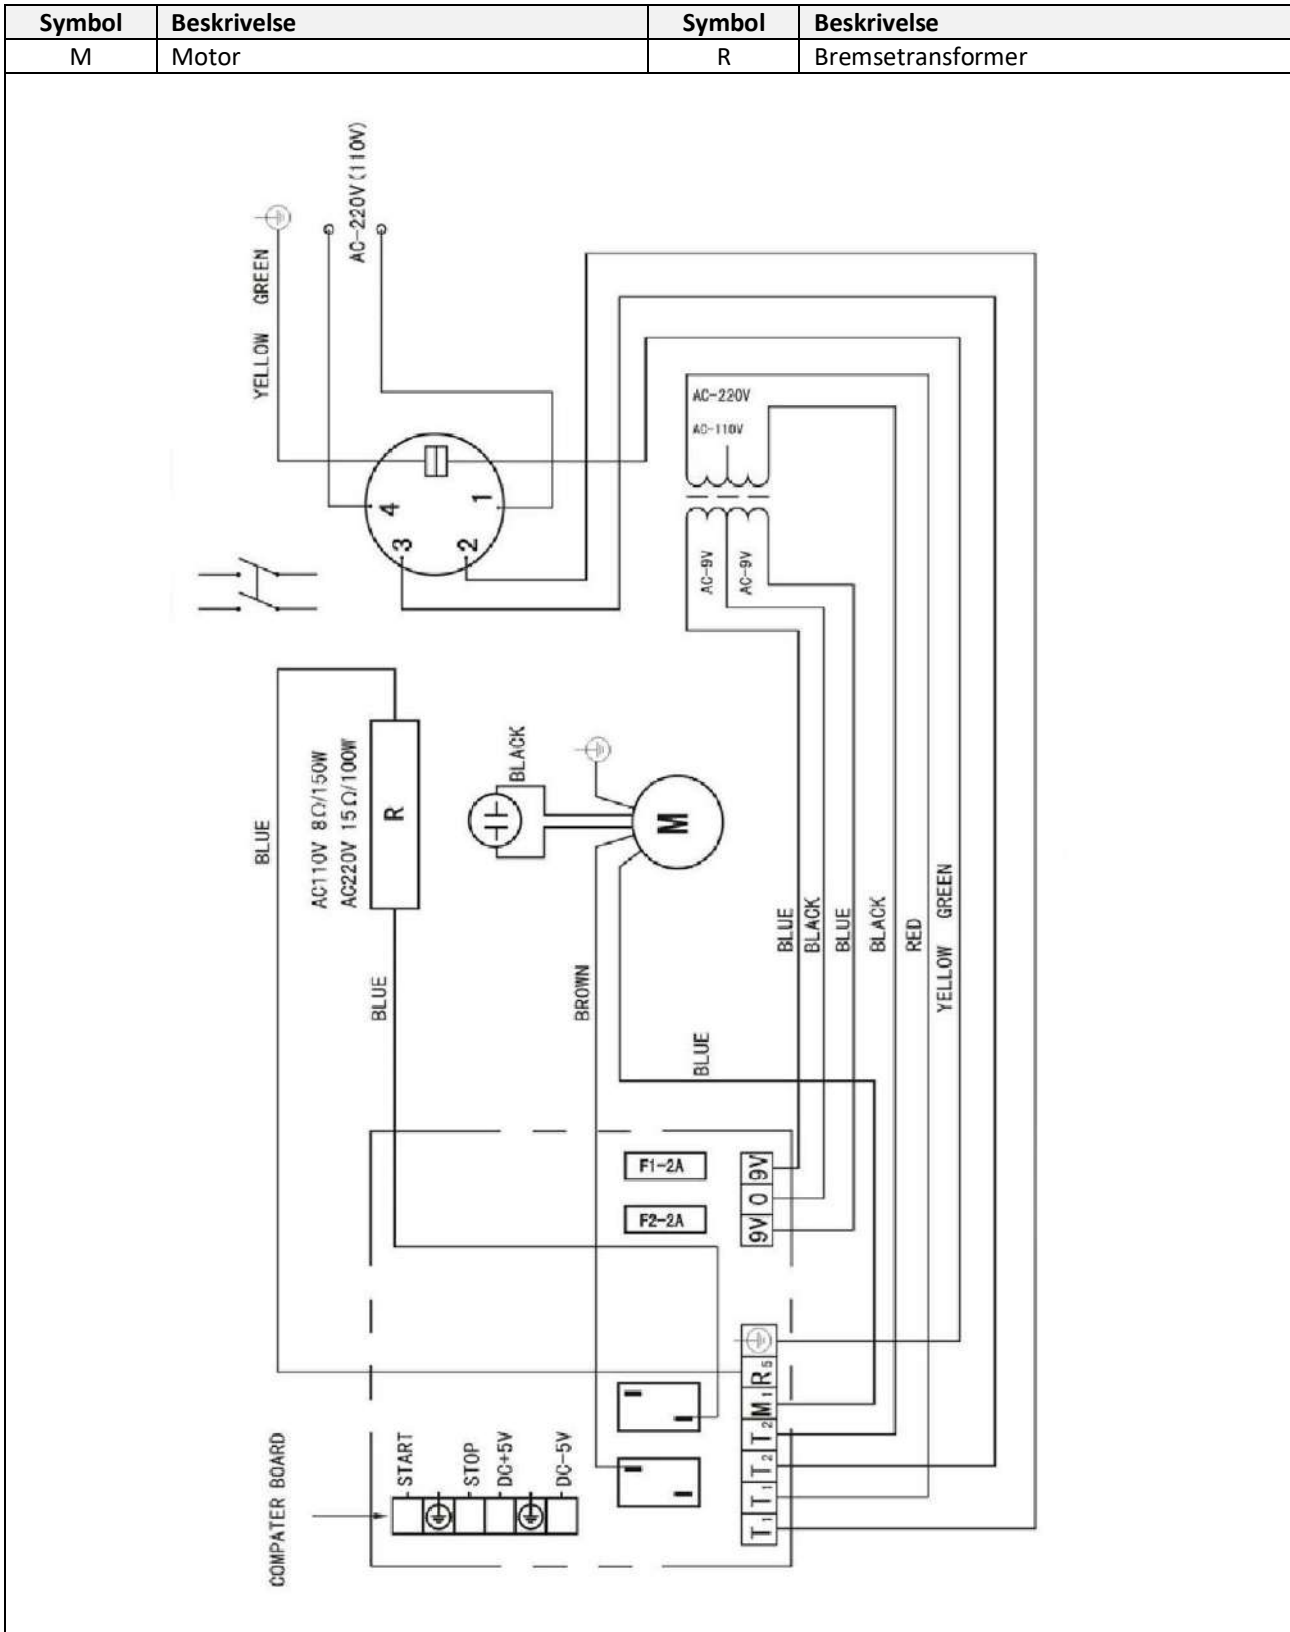 Symbol Beskrivelse Symbol Beskrivelse
M Motor R Bremsetransformer
AC-220V(110V)
YELLOW GREEN
4
1
3
2
AC-220V
AC-110V
AC-9V
AC-9V
BLUE
AC110V 8Ω/150W
AC220V 15Ω/100W
R
BLACK
M
BLUE
BROWN
BLUE
BLUE
BLACK
BLUE
BLACK
RED
YELLOW GREEN
F1-2A
F2-2A
9V
0
9V
COMPATER BOARD
START
STOP
DC+5V
DC-5V
R5
M1
T2
T2
T1
T1